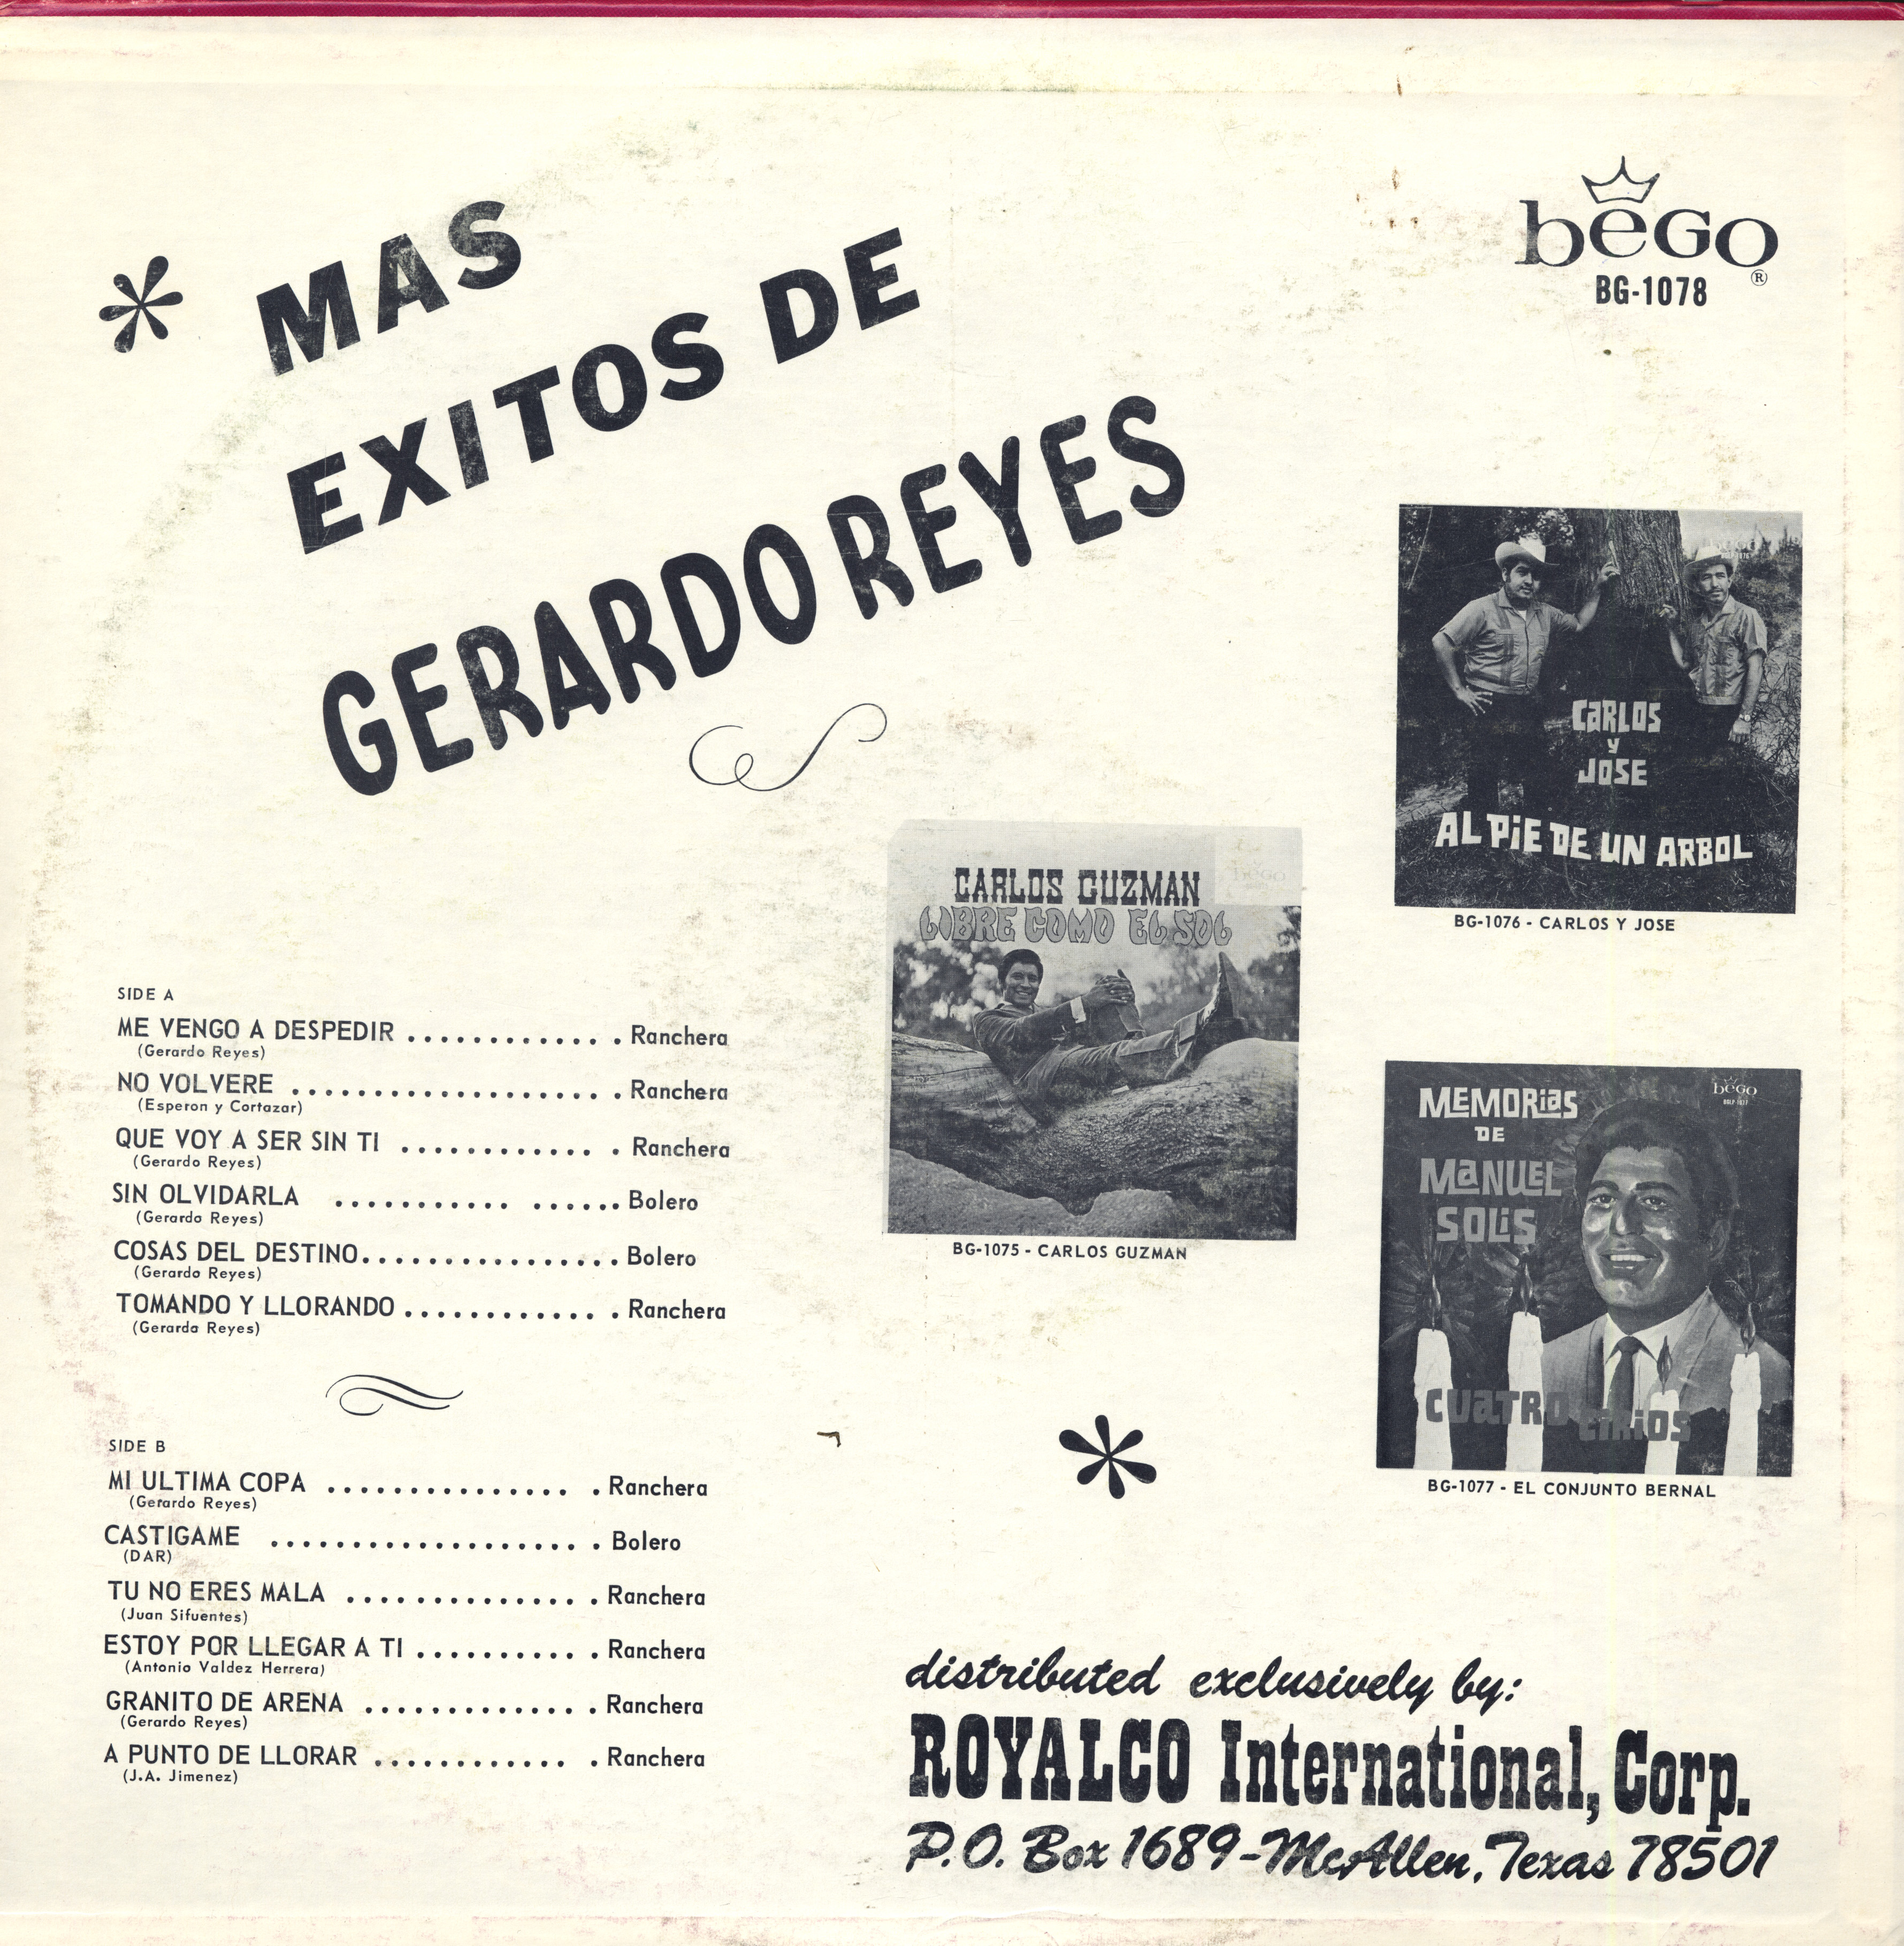 MAS
EXITOS DE
GERARDO REYES
bego
®
BG-1078
CARLOS
Y
JOSE
AL PIE DE UN ARBOL
BG-1076 - CARLOS Y JOSE
CARLOS GUZMAN
LIBRE COMO EL SOL
bego
BG-1075 - CARLOS GUZMAN
MEMORIAS
DE
MANUEL
SOLIS
bego
BGLP 1077
CUATRO CIRIOS
BG-1077 - EL CONJUNTO BERNAL
SIDE A
ME VENGO A DESPEDIR ............. Ranchera
(Gerardo Reyes)
NO VOLVERE .................... Ranchera
(Esperon y Cortazar)
QUE VOY A SER SIN TI ............ . Ranchera
(Gerardo Reyes)
SIN OLVIDARLA ........... ...... Bolero
(Gerardo Reyes)
COSAS DEL DESTINO................ Bolero
(Gerardo Reyes)
TOMANDO Y LLORANDO ............. Ranchera
(Gerardo Reyes)
SIDE B
MI ULTIMA COPA ............... . Ranchera
(Gerardo Reyes)
CASTIGAME .................... . Bolero
(DAR)
TU NO ERES MALA ................ Ranchera
(Juan Sifuentes)
ESTOY POR LLEGAR A TI ........... Ranchera
(Antonio Valdez Herrera)
GRANITO DE ARENA .............. Ranchera
(Gerardo Reyes)
A PUNTO DE LLORAR ............ . Ranchera
(J.A. Jimenez)
distributed exclusively by:
ROYALCO International, Corp.
P.O. Box 1689-McAllen, Texas 78501